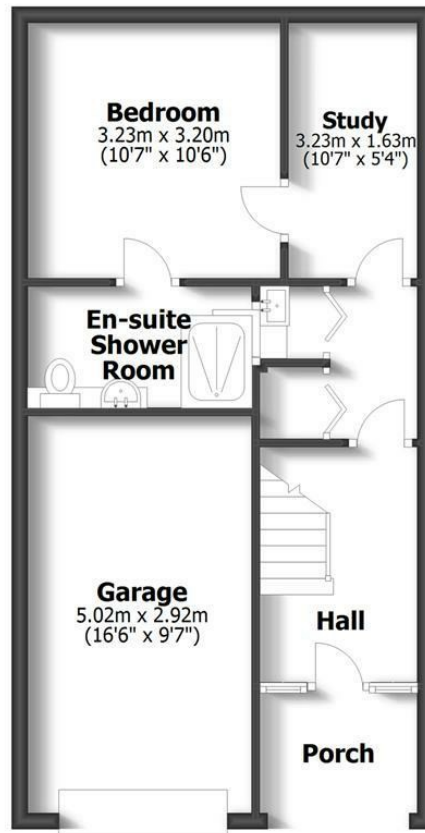 Bedroom
3.23m x 3.20m
(10'7" x 10'6")
Study
3.23m x 1.63m
(10'7" x 5'4")
En-suite
Shower
Room
Garage
5.02m x 2.92m
(16'6" x 9'7")
Hall
Porch